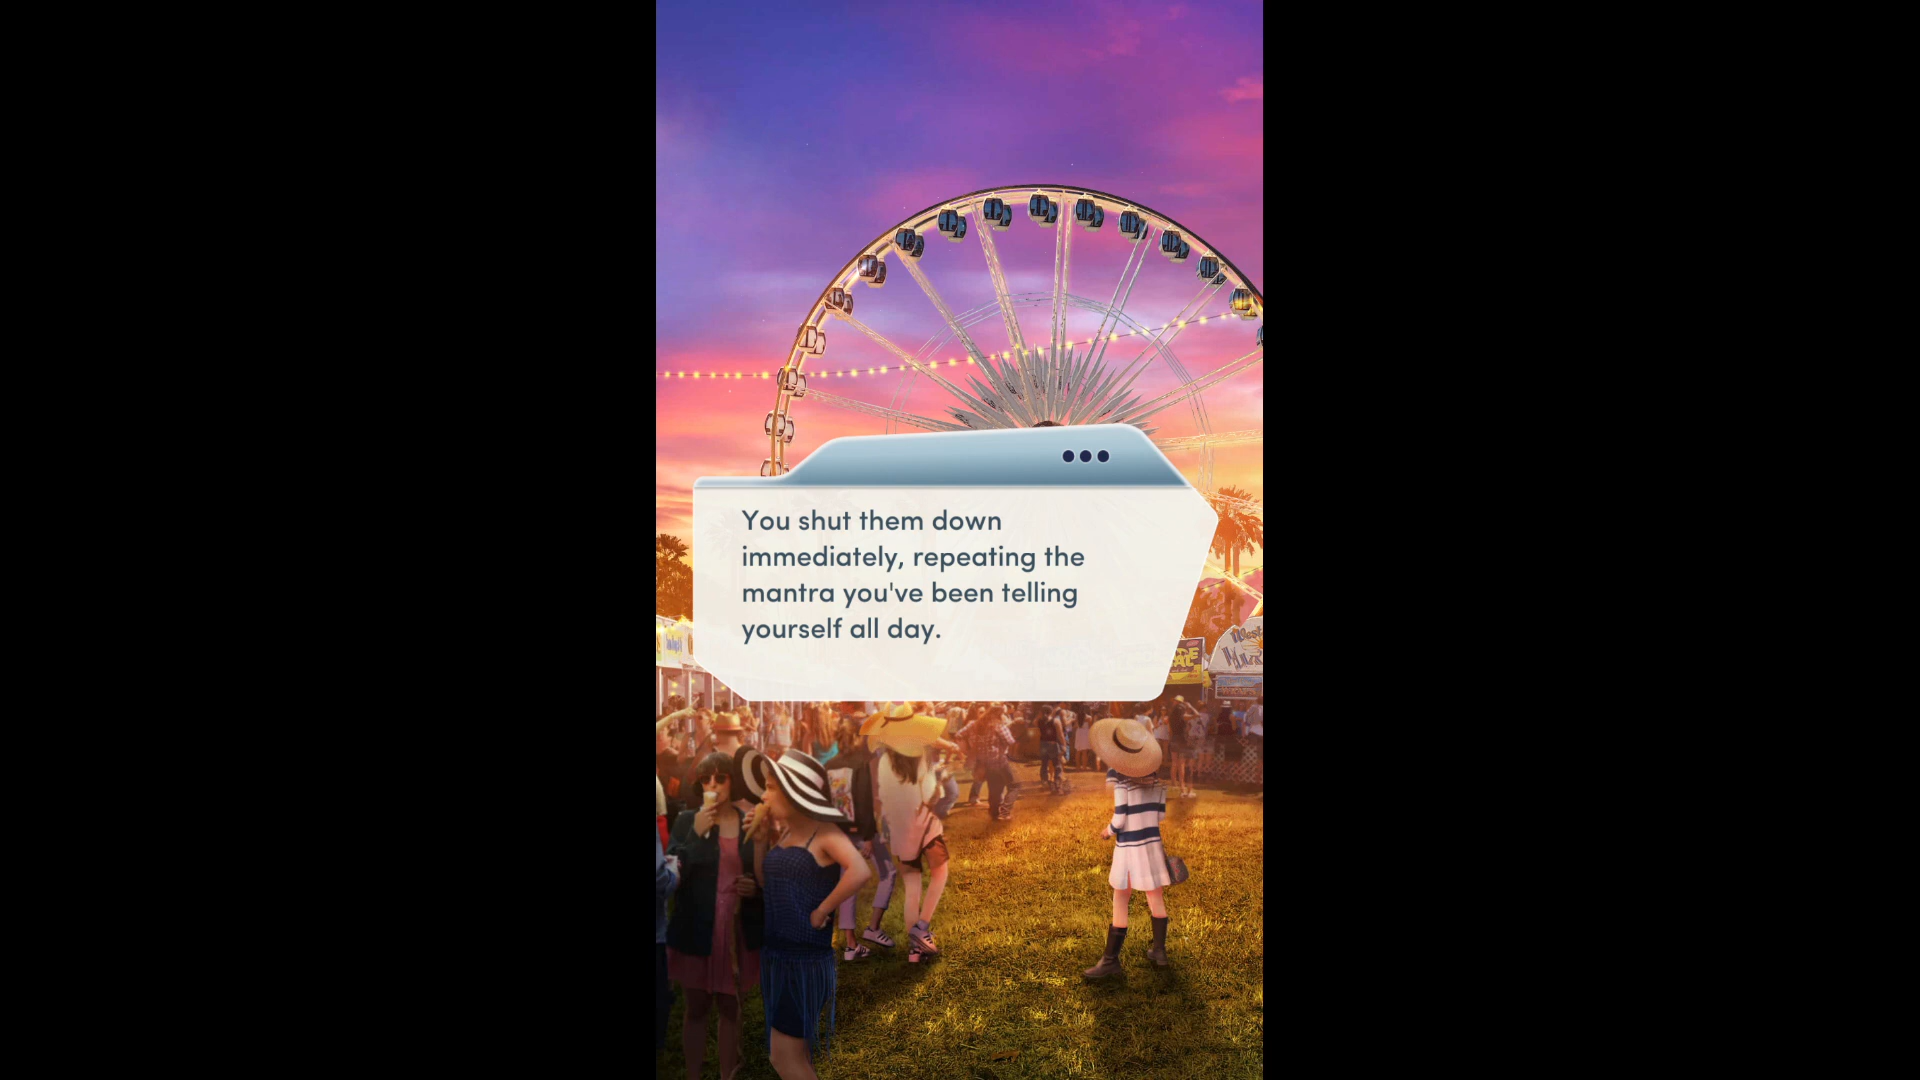 You shut them down
immediately, repeating the
mantra you've been telling
yourself all day.